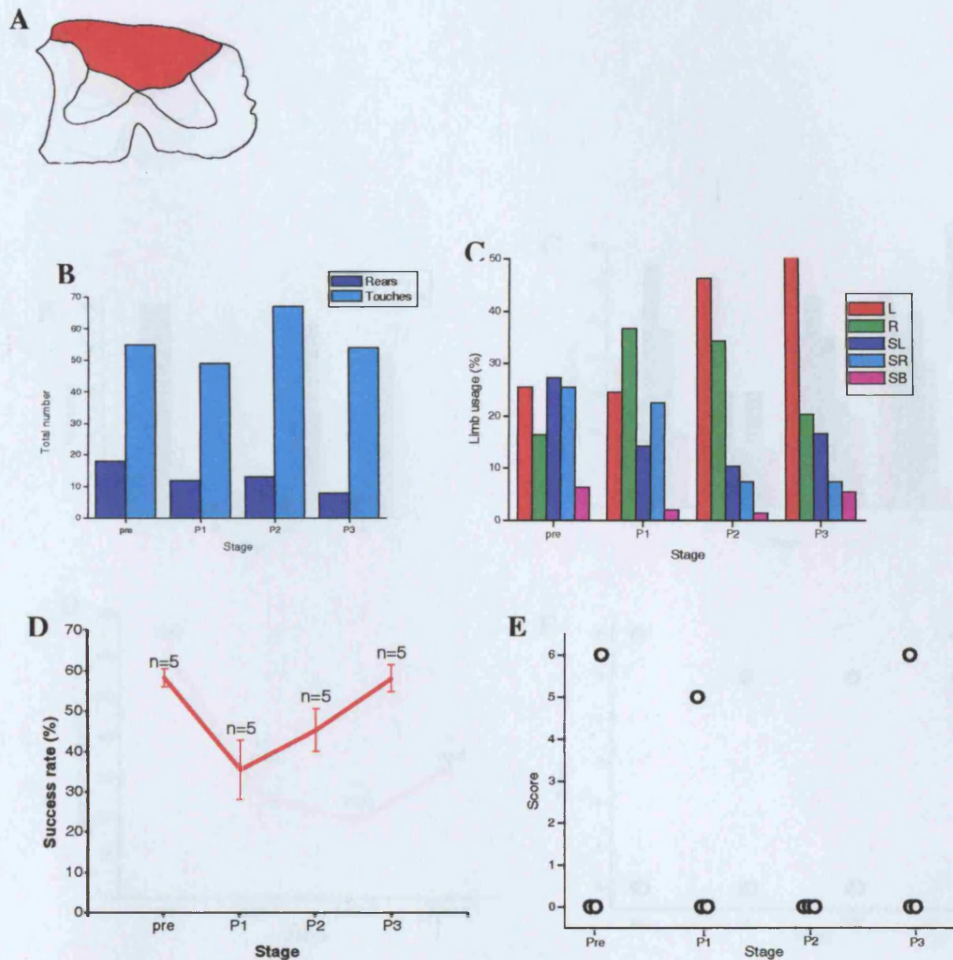 A
B
Rears
Touches
Total number
70
60
50
40
30
20
10
0
pre
P1
P2
P3
Stage
C
L
R
SL
SR
SB
Limb usage (%)
50
40
30
20
10
0
pre
P1
P2
P3
Stage
D
Success rate (%)
70
60
50
40
30
20
10
0
n=5
n=5
n=5
n=5
pre
P1
P2
P3
Stage
E
Score
6
5
4
3
2
1
0
Pre
P1
P2
P3
Stage